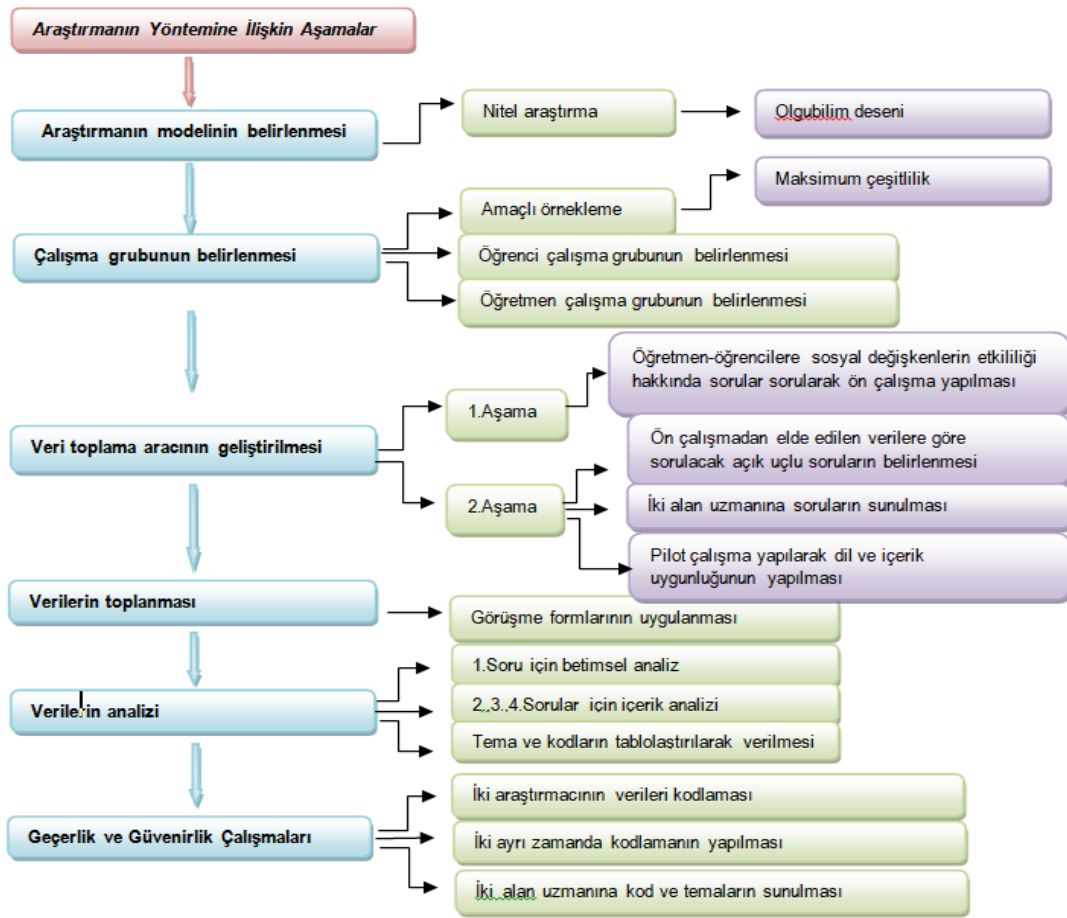 Araştırmanın Yöntemine İlişkin Aşamalar
Araştırmanın modelinin belirlenmesi
Nitel araştırma
Olgubilim deseni
Çalışma grubunun belirlenmesi
Amaçlı örnekleme
Maksimum çeşitlilik
Öğrenci çalışma grubunun belirlenmesi
Öğretmen çalışma grubunun belirlenmesi
Veri toplama aracının geliştirilmesi
1.Aşama
Öğretmen-öğrencilere sosyal değişkenlerin etkililiği
hakkında sorular sorularak ön çalışma yapılması
2.Aşama
Ön çalışmadan elde edilen verilere göre
sorulacak açık uçlu soruların belirlenmesi
İki alan uzmanına soruların sunulması
Pilot çalışma yapılarak dil ve içerik
uygunluğunun yapılması
Verilerin toplanması
Görüşme formlarının uygulanması
Verilerin analizi
1.Soru için betimsel analiz
2.,3.,4.Sorular için içerik analizi
Tema ve kodların tablolaştırılarak verilmesi
Geçerlik ve Güvenirlik Çalışmaları
İki araştırmacının verileri kodlaması
İki ayrı zamanda kodlamanın yapılması
İki alan uzmanına kod ve temaların sunulması